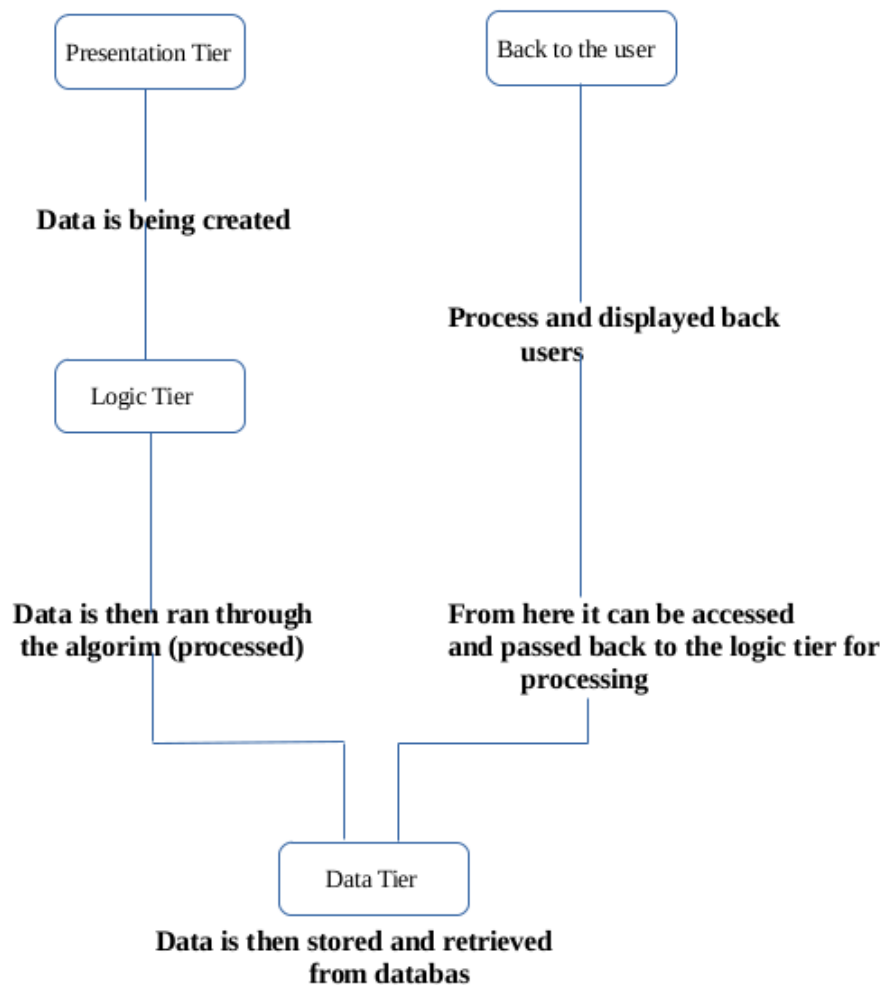 Presentation Tier
Data is being created
Logic Tier
Data is then ran through
the algorim (processed)
Data Tier
Data is then stored and retrieved
from databas
From here it can be accessed
and passed back to the logic tier for
processing
Process and displayed back
users
Back to the user